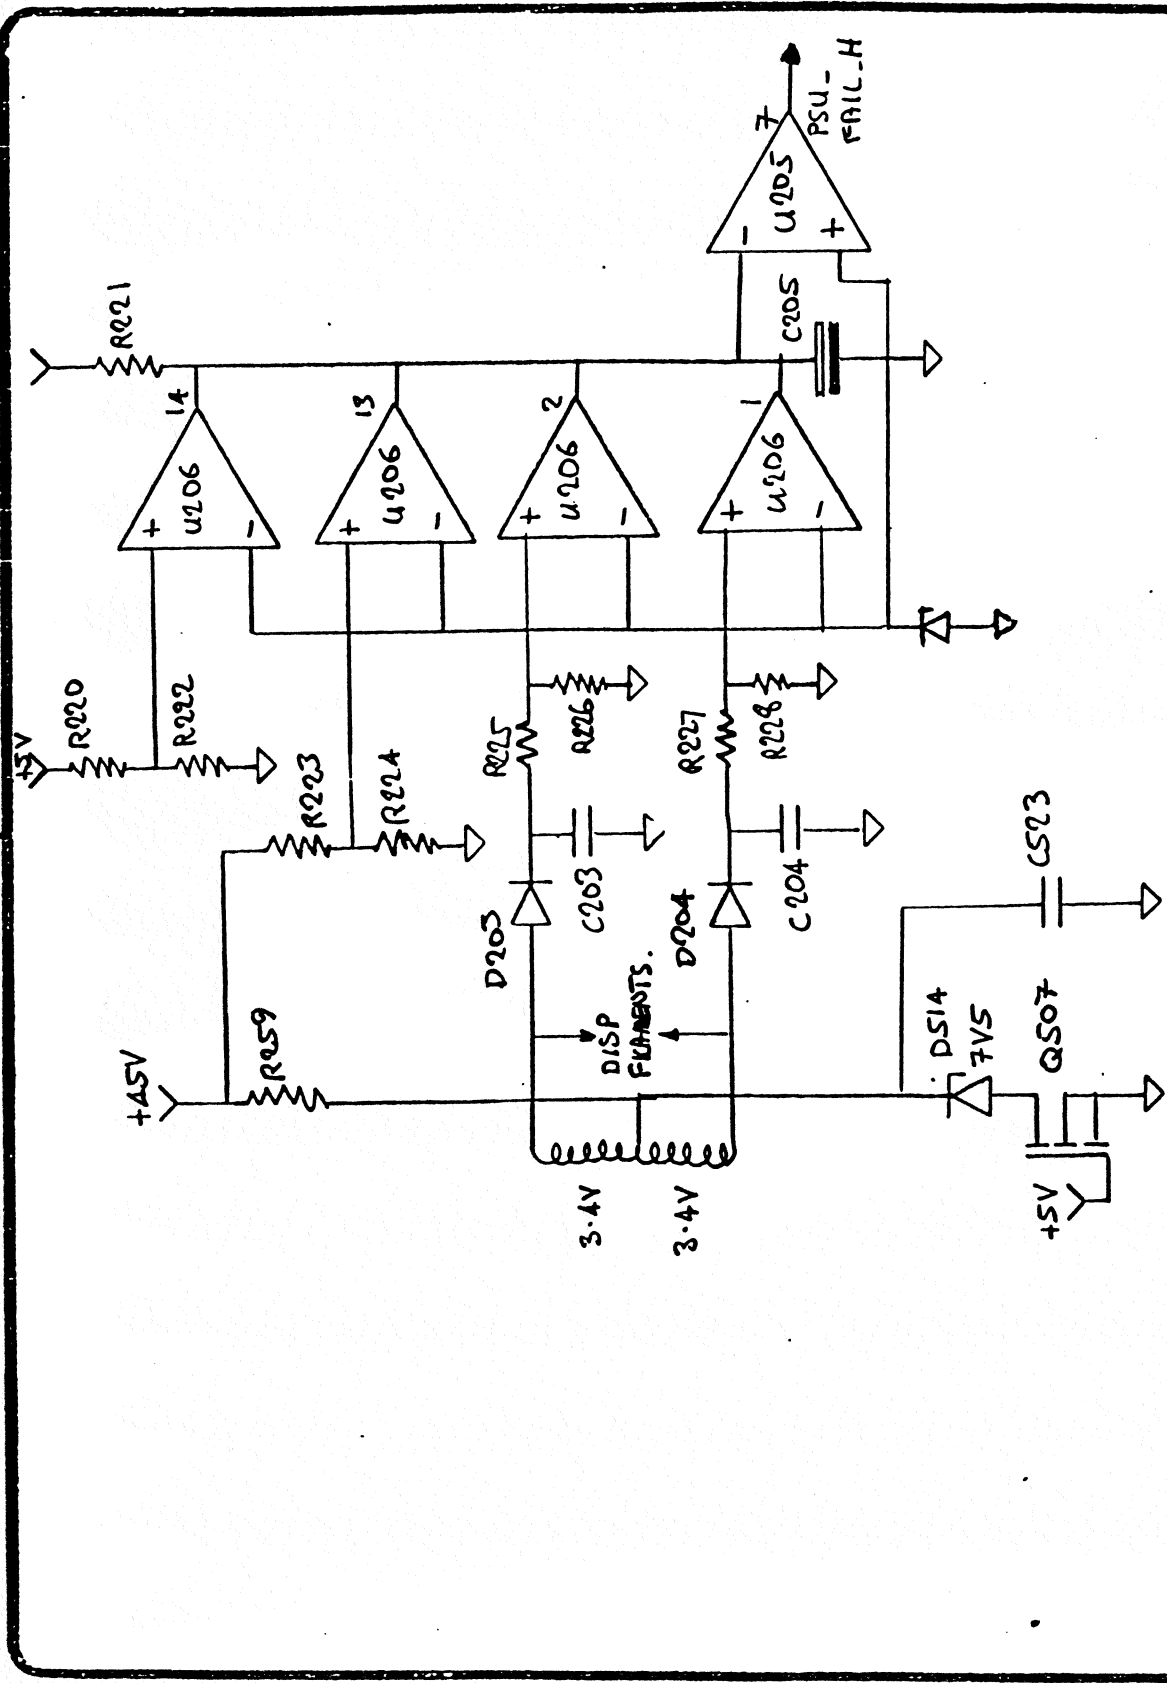 +5V
R220
R222
R221
+45V
R259
R223
R224
+
-
U206
14
+
-
U206
13
D203
C203
R225
R226
+
-
U206
2
3.4V
3.4V
DISP
FILAMENTS.
D204
C204
R227
R228
+
-
U206
1
C205
-
+
U205
7
PSU_
FAIL_H
D514
7V5
C523
Q507
+5V